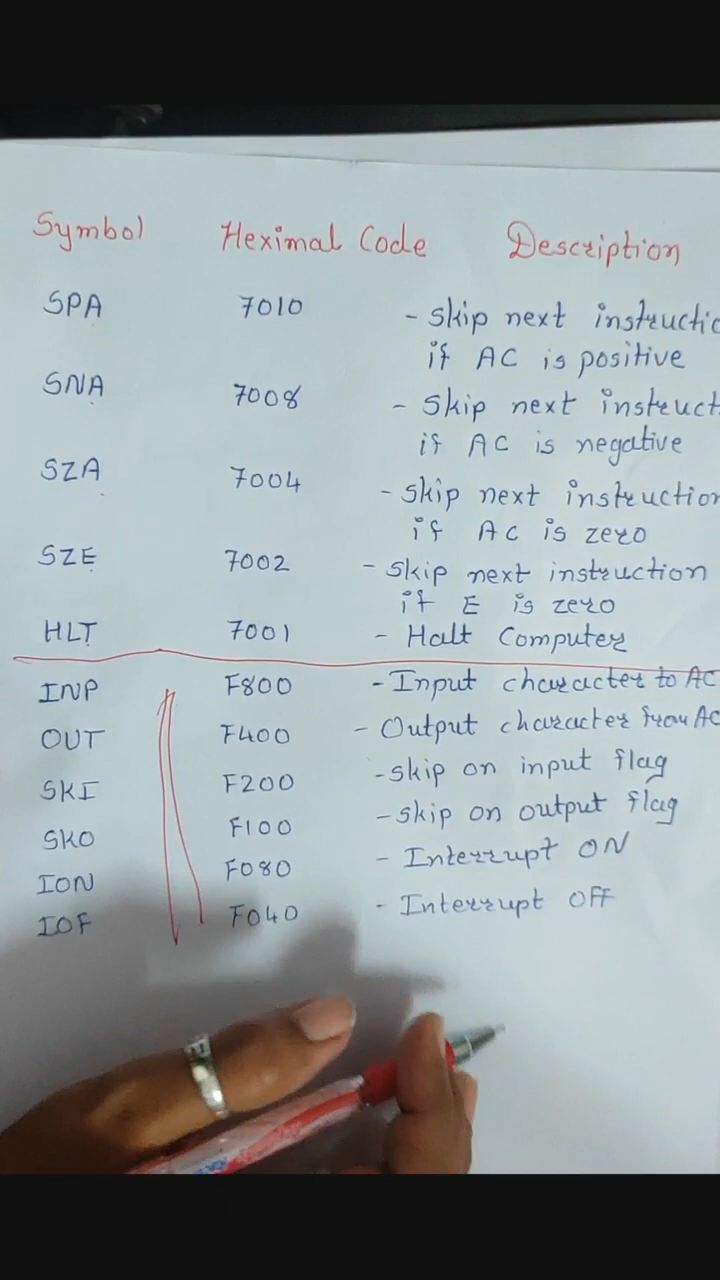 Symbol Heximal Code Description
SPA 7010 - Skip next instructio
if AC is positive
SNA 7008 - Skip next instruct
if AC is negative
SZA 7004 - skip next instruction
if AC is zero
SZE 7002 - skip next instruction
if E is zero
HLT 7001 - Halt Computer
INP F800 - Input character to AC
OUT F400 - Output character from AC
SKI F200 - skip on input flag
SKO F100 - skip on output flag
ION F080 - Interrupt ON
IOF F040 - Interrupt OFF